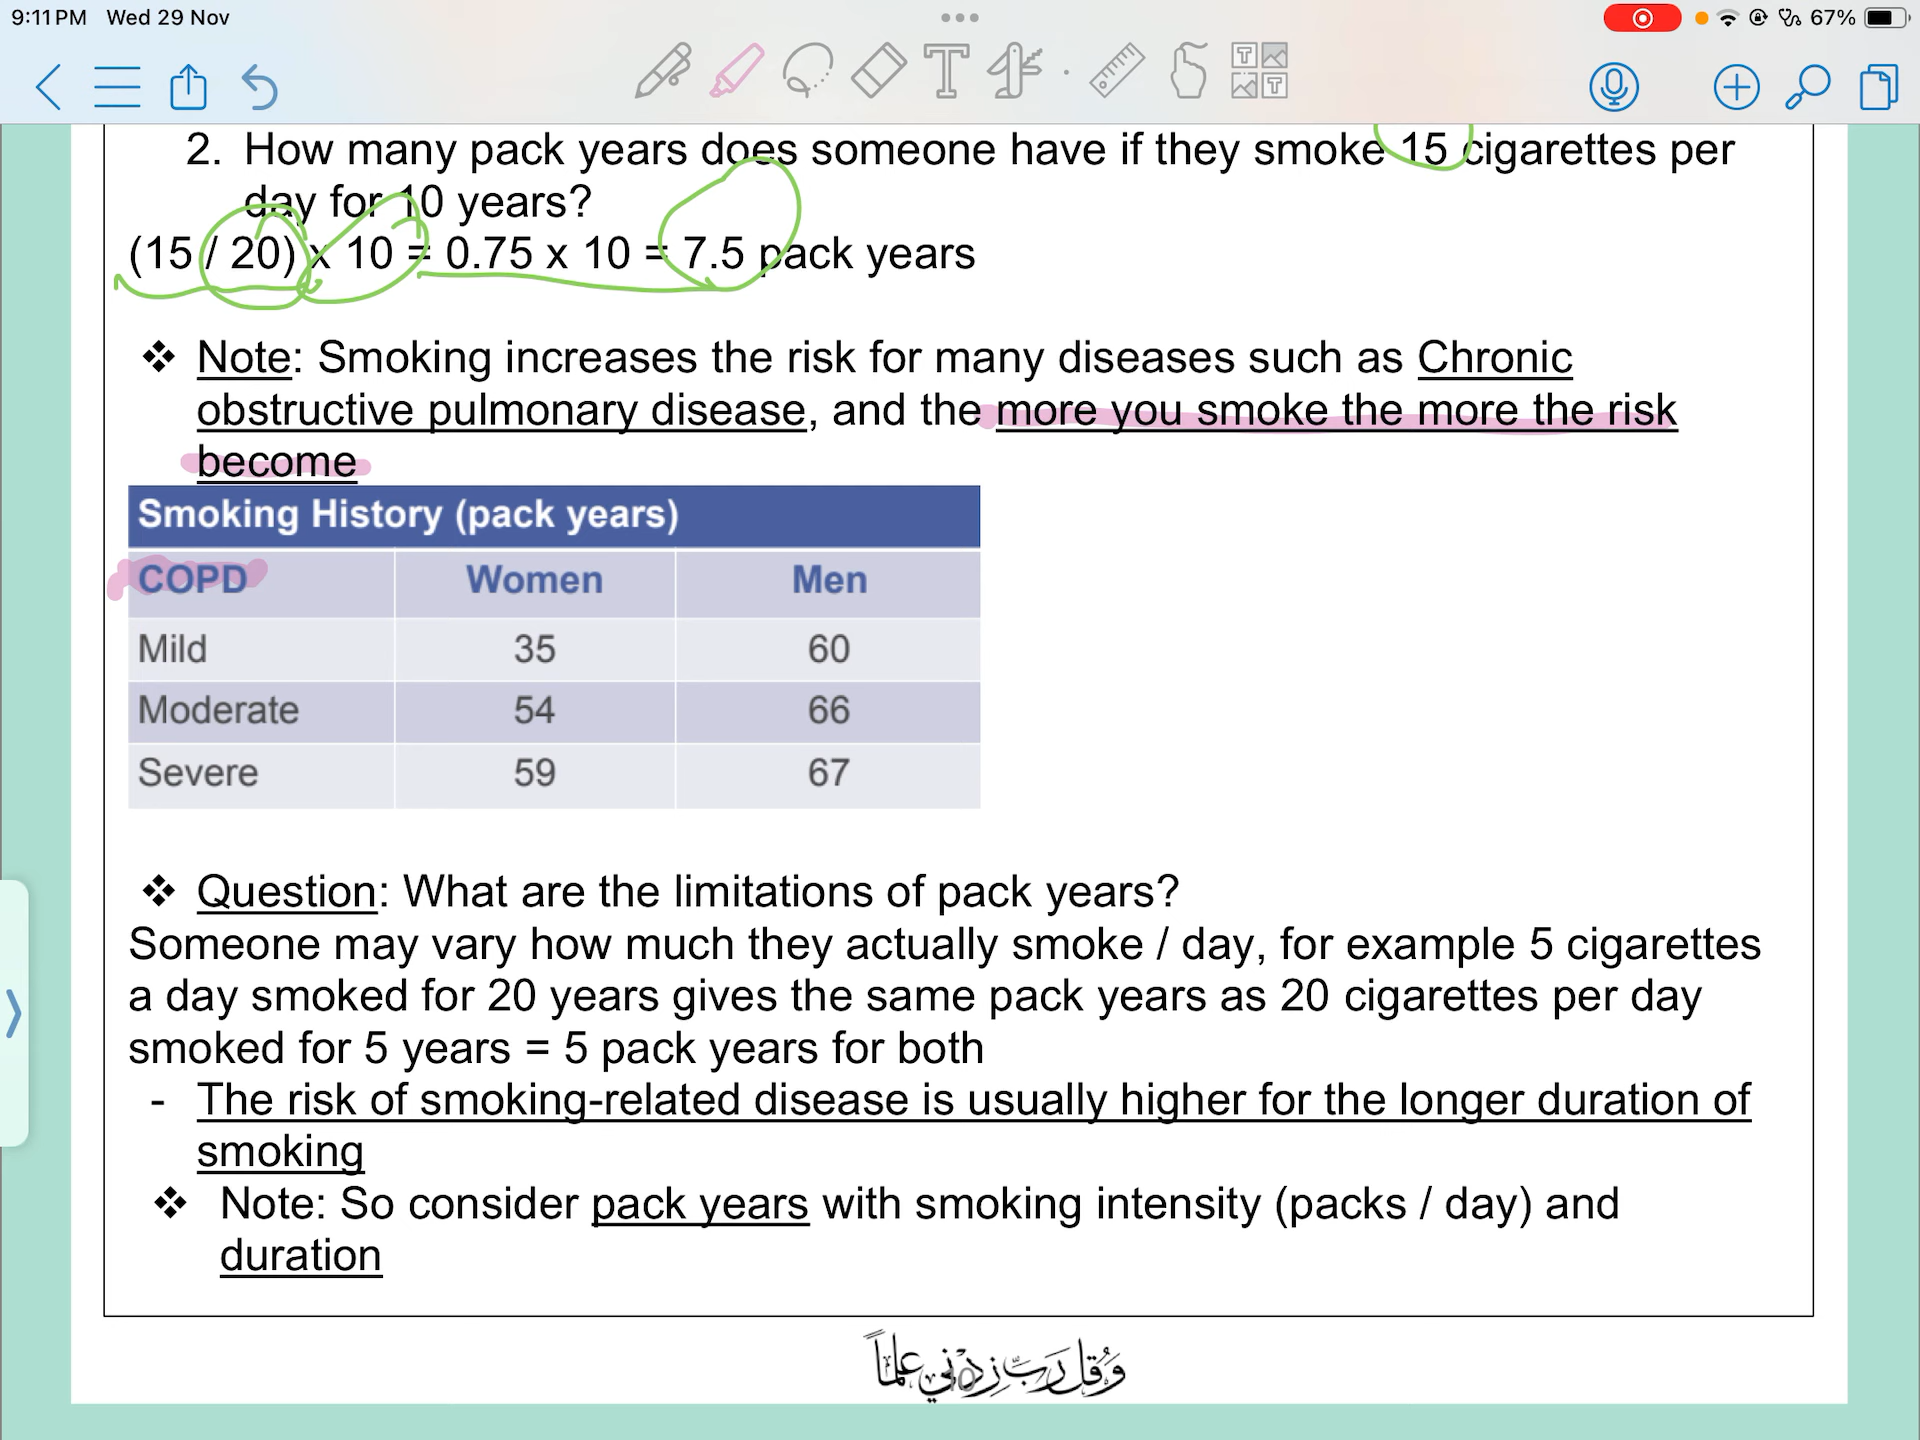 9:11 PM Wed 29 Nov
67%
2. How many pack years does someone have if they smoke 15 cigarettes per
day for 10 years?
(15 / 20) x 10 = 0.75 x 10 = 7.5 pack years
❖ Note: Smoking increases the risk for many diseases such as Chronic
obstructive pulmonary disease, and the more you smoke the more the risk
become
Smoking History (pack years)
COPD Women Men
Mild 35 60
Moderate 54 66
Severe 59 67
❖ Question: What are the limitations of pack years?
Someone may vary how much they actually smoke / day, for example 5 cigarettes
a day smoked for 20 years gives the same pack years as 20 cigarettes per day
smoked for 5 years = 5 pack years for both
- The risk of smoking-related disease is usually higher for the longer duration of
smoking
❖ Note: So consider pack years with smoking intensity (packs / day) and
duration
وَقُل رَّبِّ زِدْنِي عِلْمًا
10